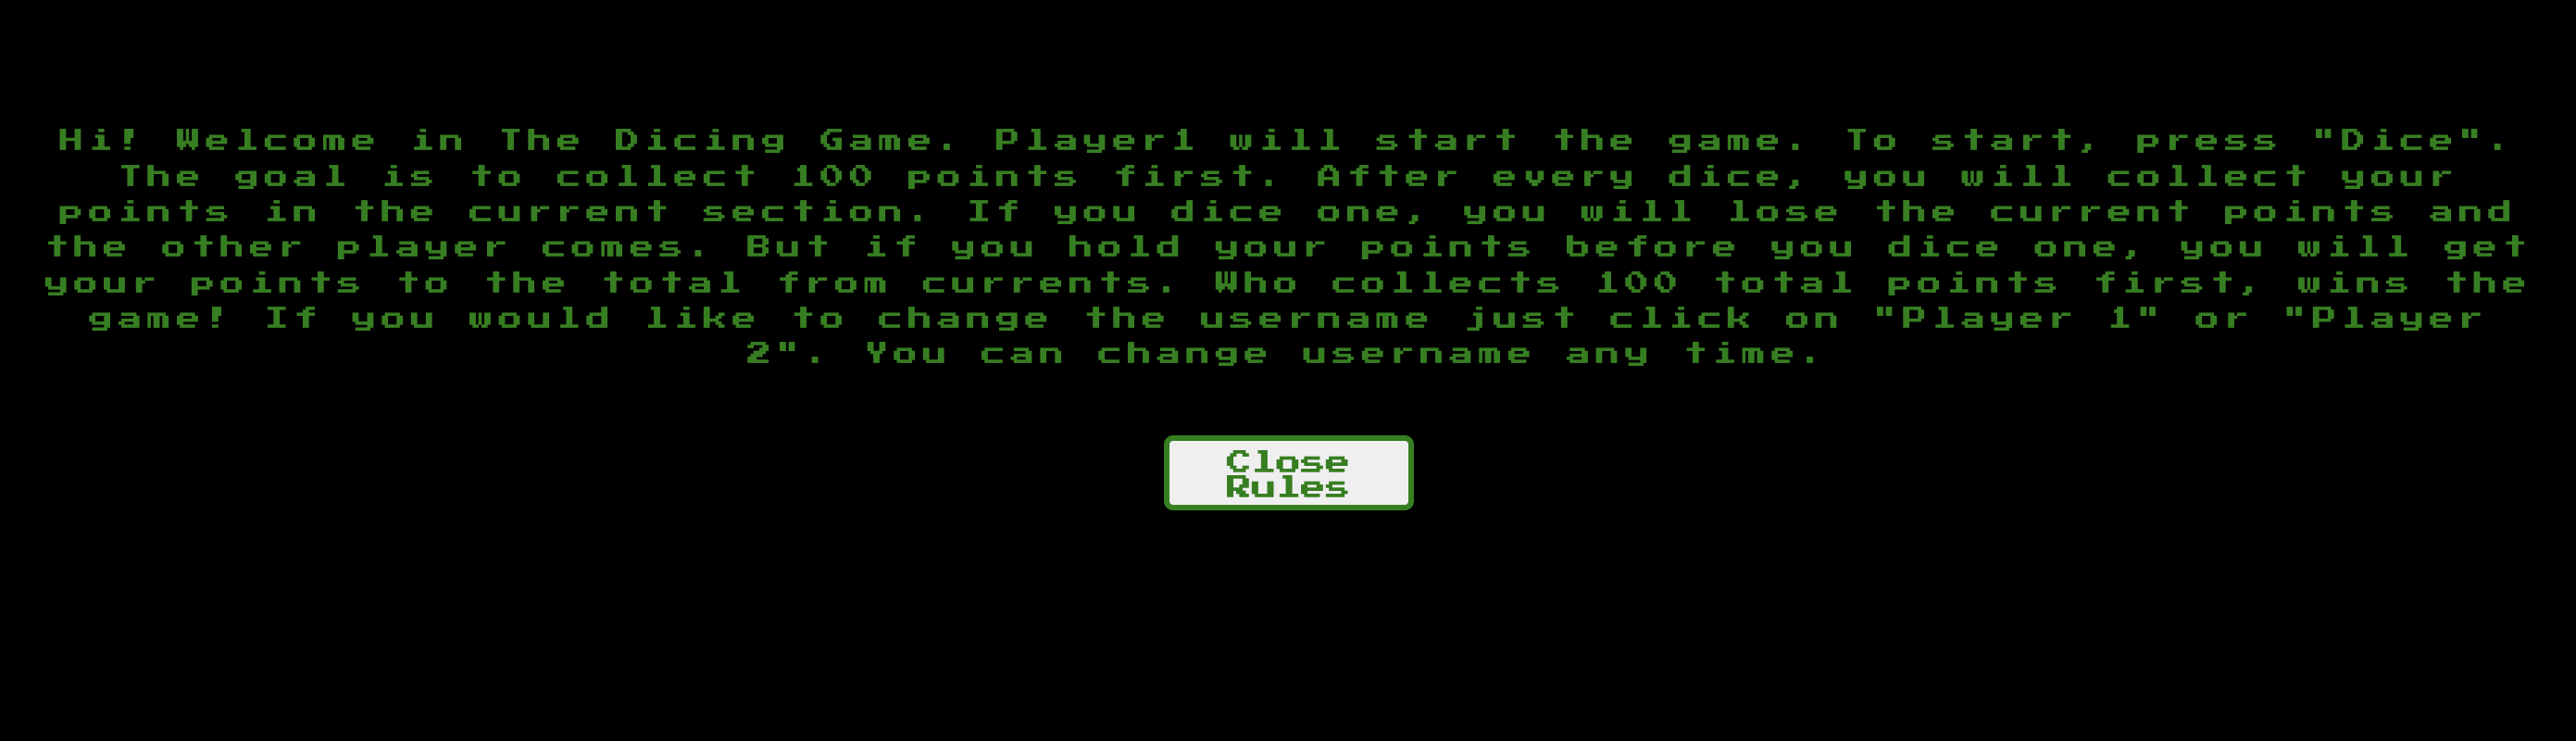 Hi! Welcome in The Dicing Game. Player1 will start the game. To start, press "Dice".
The goal is to collect 100 points first. After every dice, you will collect your
points in the current section. If you dice one, you will lose the current points and
the other player comes. But if you hold your points before you dice one, you will get
your points to the total from currents. Who collects 100 total points first, wins the
game! If you would like to change the username just click on "Player 1" or "Player
2". You can change username any time.
Close
Rules